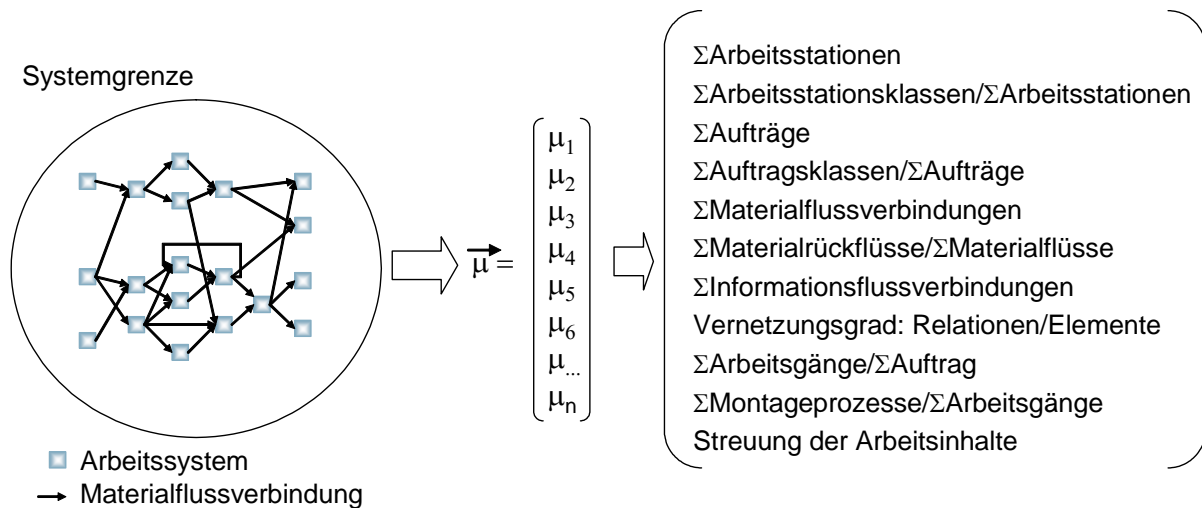 Systemgrenze
Arbeitssystem
Materialflussverbindung
μ =
μ1
μ2
μ3
μ4
μ5
μ6
μ...
μn
ΣArbeitsstationen
ΣArbeitsstationsklassen/ΣArbeitsstationen
ΣAufträge
ΣAuftragsklassen/ΣAufträge
ΣMaterialflussverbindungen
ΣMaterialrückflüsse/ΣMaterialflüsse
ΣInformationsflussverbindungen
Vernetzungsgrad: Relationen/Elemente
ΣArbeitsgänge/ΣAuftrag
ΣMontageprozesse/ΣArbeitsgänge
Streuung der Arbeitsinhalte